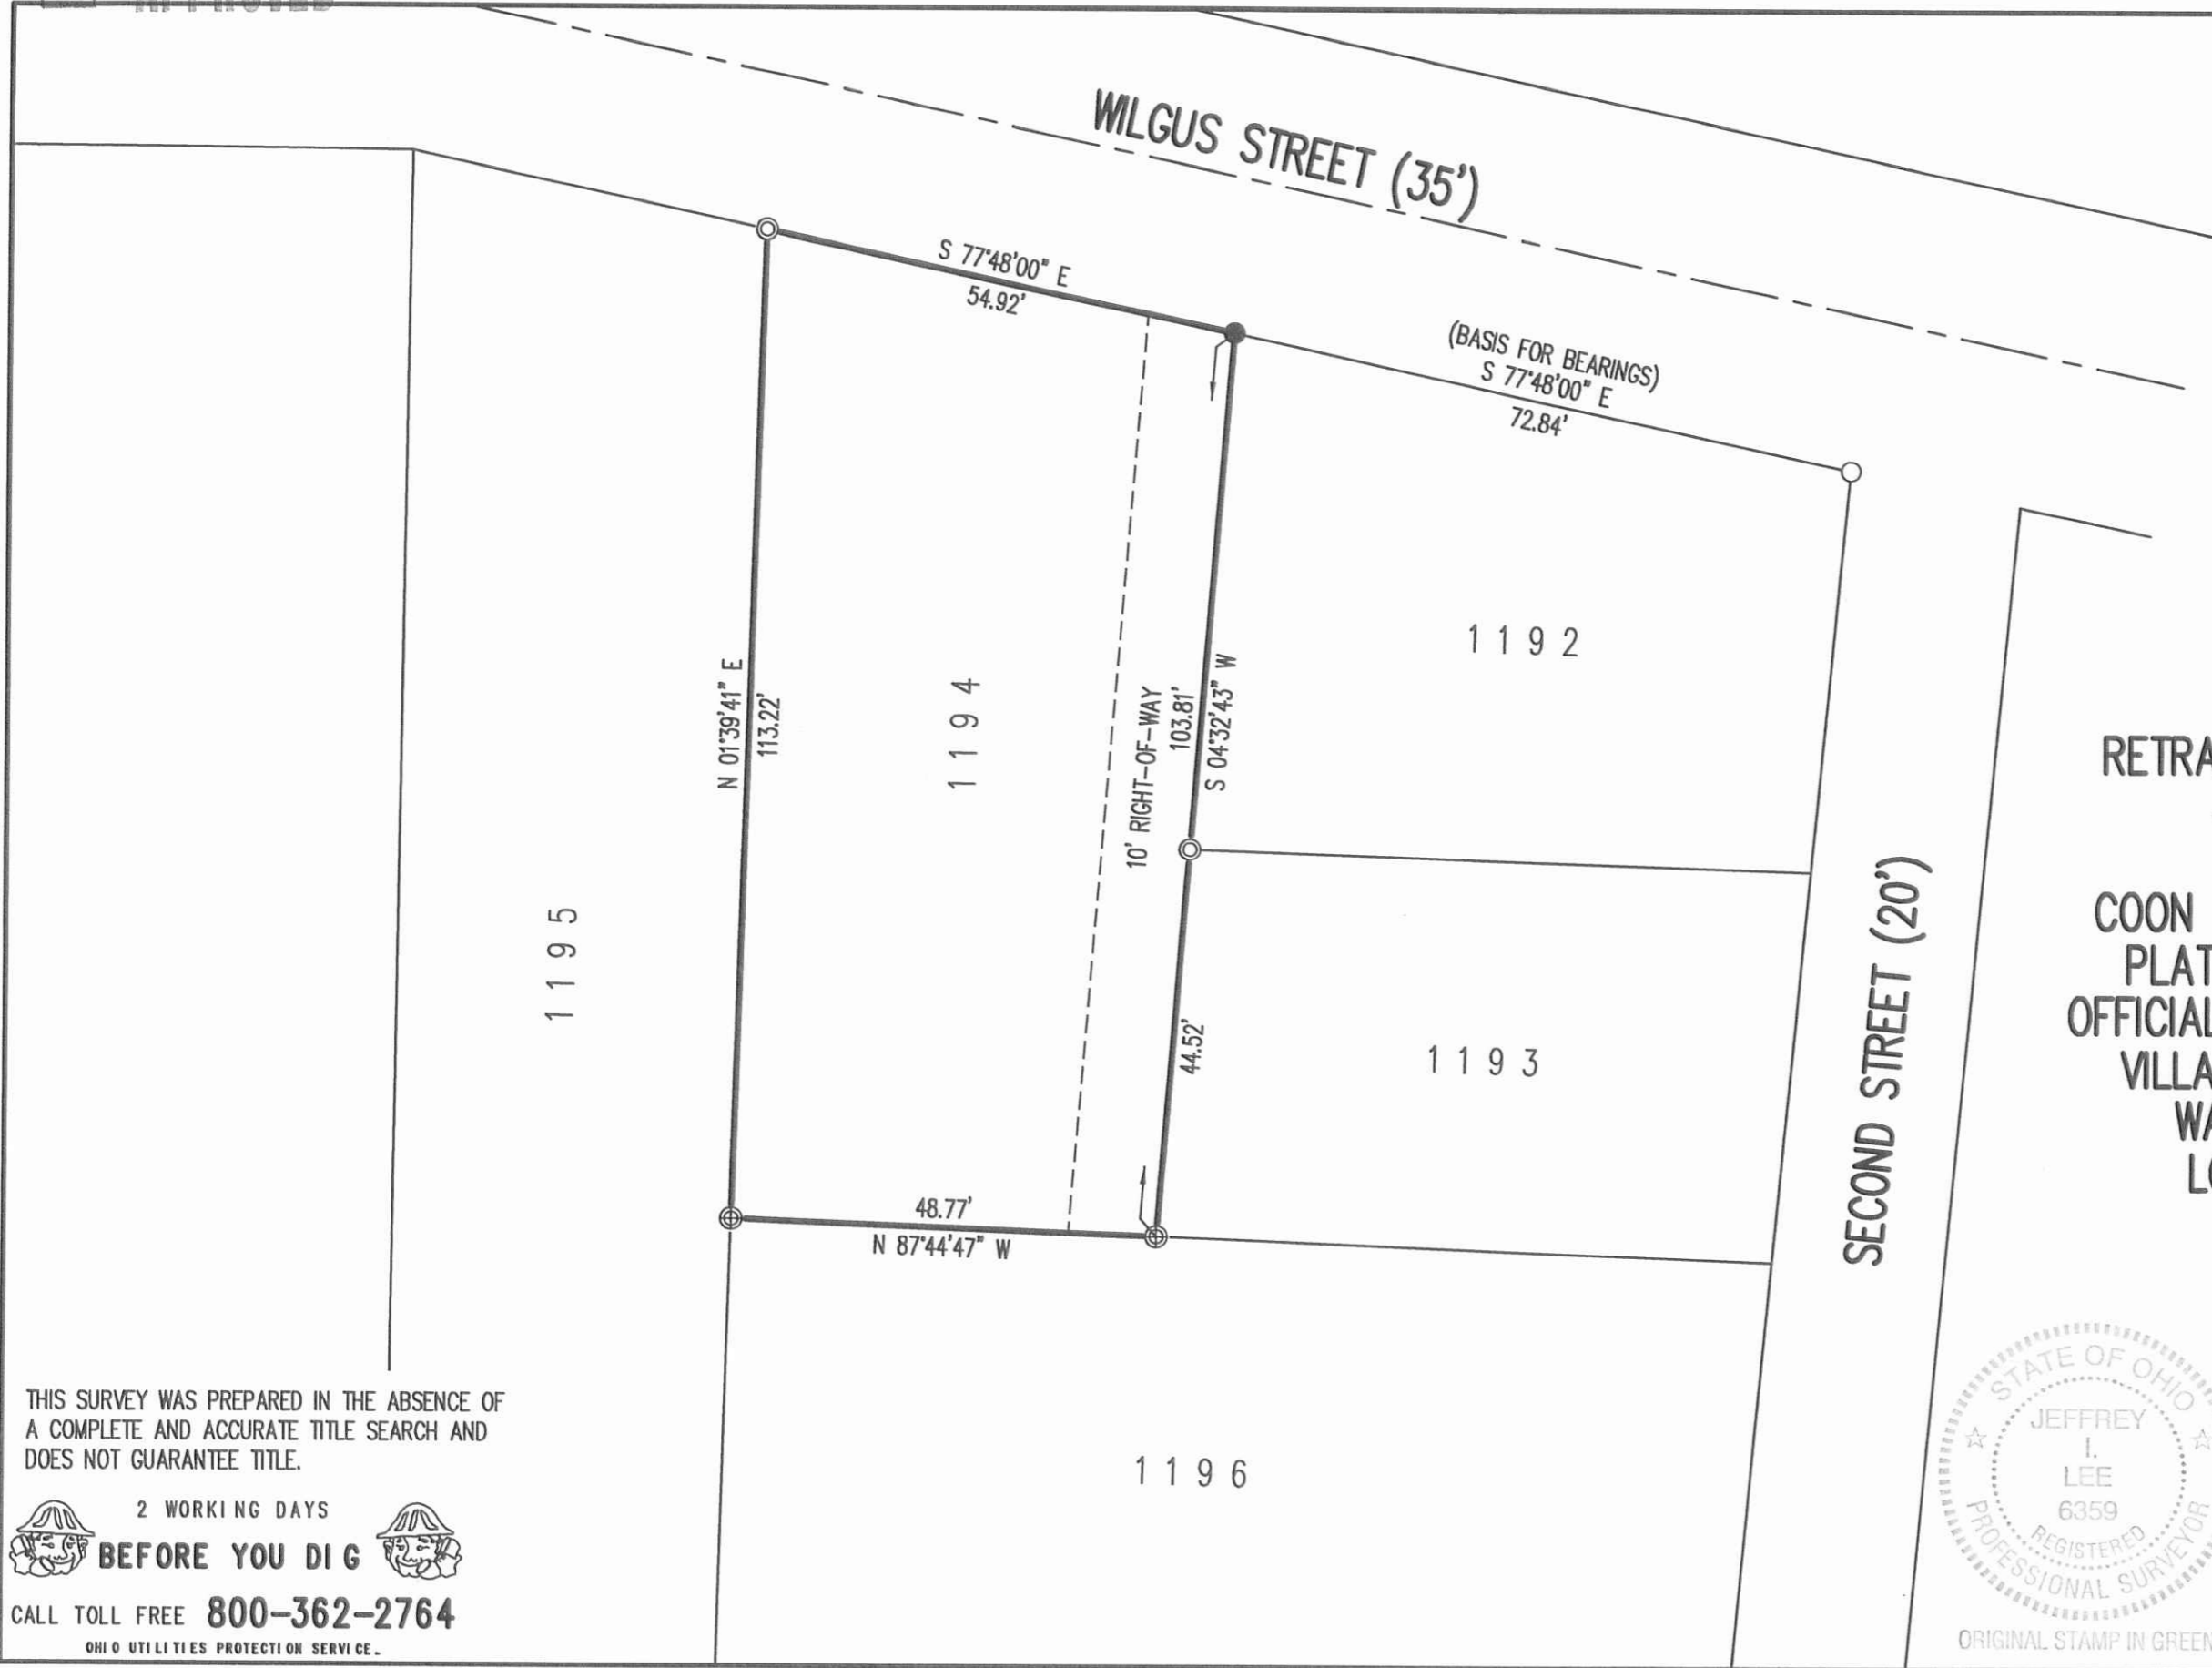 WILGUS STREET (35')
S 77°48'00" E
54.92'
(BASIS FOR BEARINGS)
S 77°48'00" E
72.84'
N 01°39'41" E
113.22'
1194
10' RIGHT-OF-WAY
103.81'
S 04°32'43" W
1192
1195
44.52'
1193
SECOND STREET (20')
48.77'
N 87°44'47" W
1196
RETRA
COON
PLAT
OFFICIAL
VILLA
WA
LO
THIS SURVEY WAS PREPARED IN THE ABSENCE OF
A COMPLETE AND ACCURATE TITLE SEARCH AND
DOES NOT GUARANTEE TITLE.
2 WORKING DAYS
BEFORE YOU DIG
CALL TOLL FREE 800-362-2764
OHIO UTILITIES PROTECTION SERVICE.
STATE OF OHIO
JEFFREY
I.
LEE
6359
REGISTERED
PROFESSIONAL SURVEYOR
ORIGINAL STAMP IN GREEN